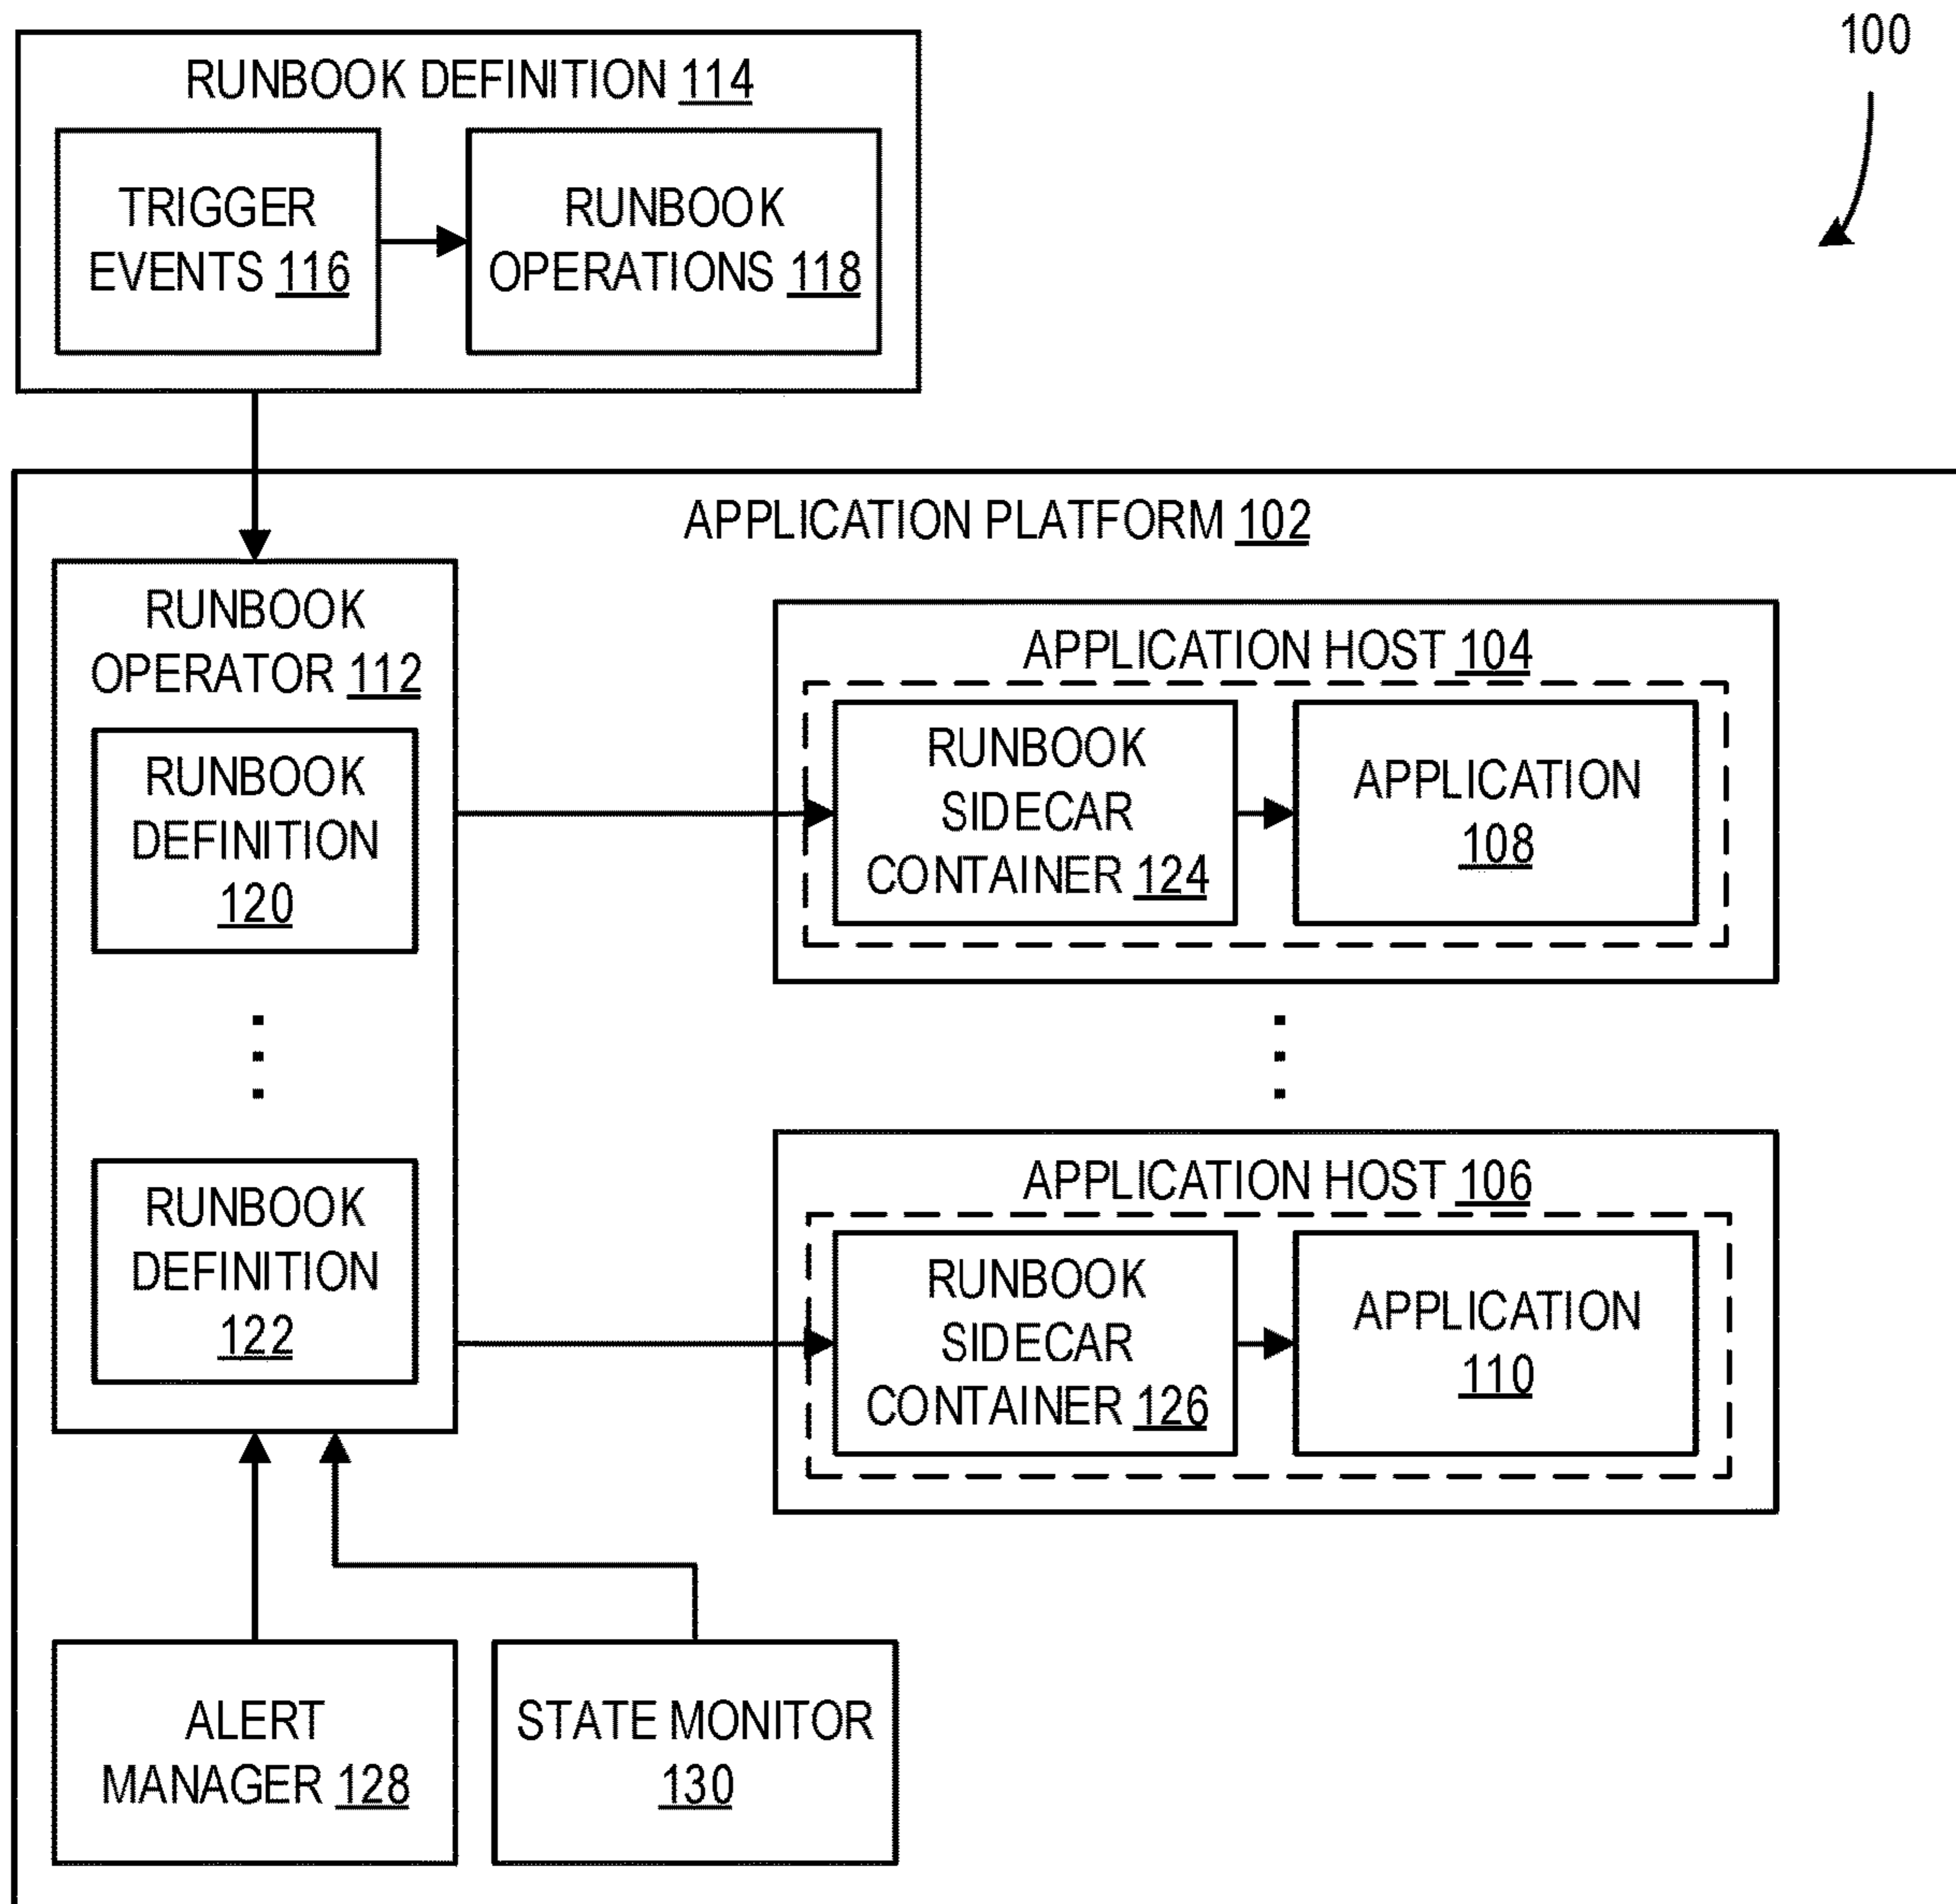 100
RUNBOOK DEFINITION 114
TRIGGER
EVENTS 116
RUNBOOK
OPERATIONS 118
APPLICATION PLATFORM 102
RUNBOOK
OPERATOR 112
RUNBOOK
DEFINITION
120
RUNBOOK
DEFINITION
122
APPLICATION HOST 104
RUNBOOK
SIDECAR
CONTAINER 124
APPLICATION
108
APPLICATION HOST 106
RUNBOOK
SIDECAR
CONTAINER 126
APPLICATION
110
ALERT
MANAGER 128
STATE MONITOR
130